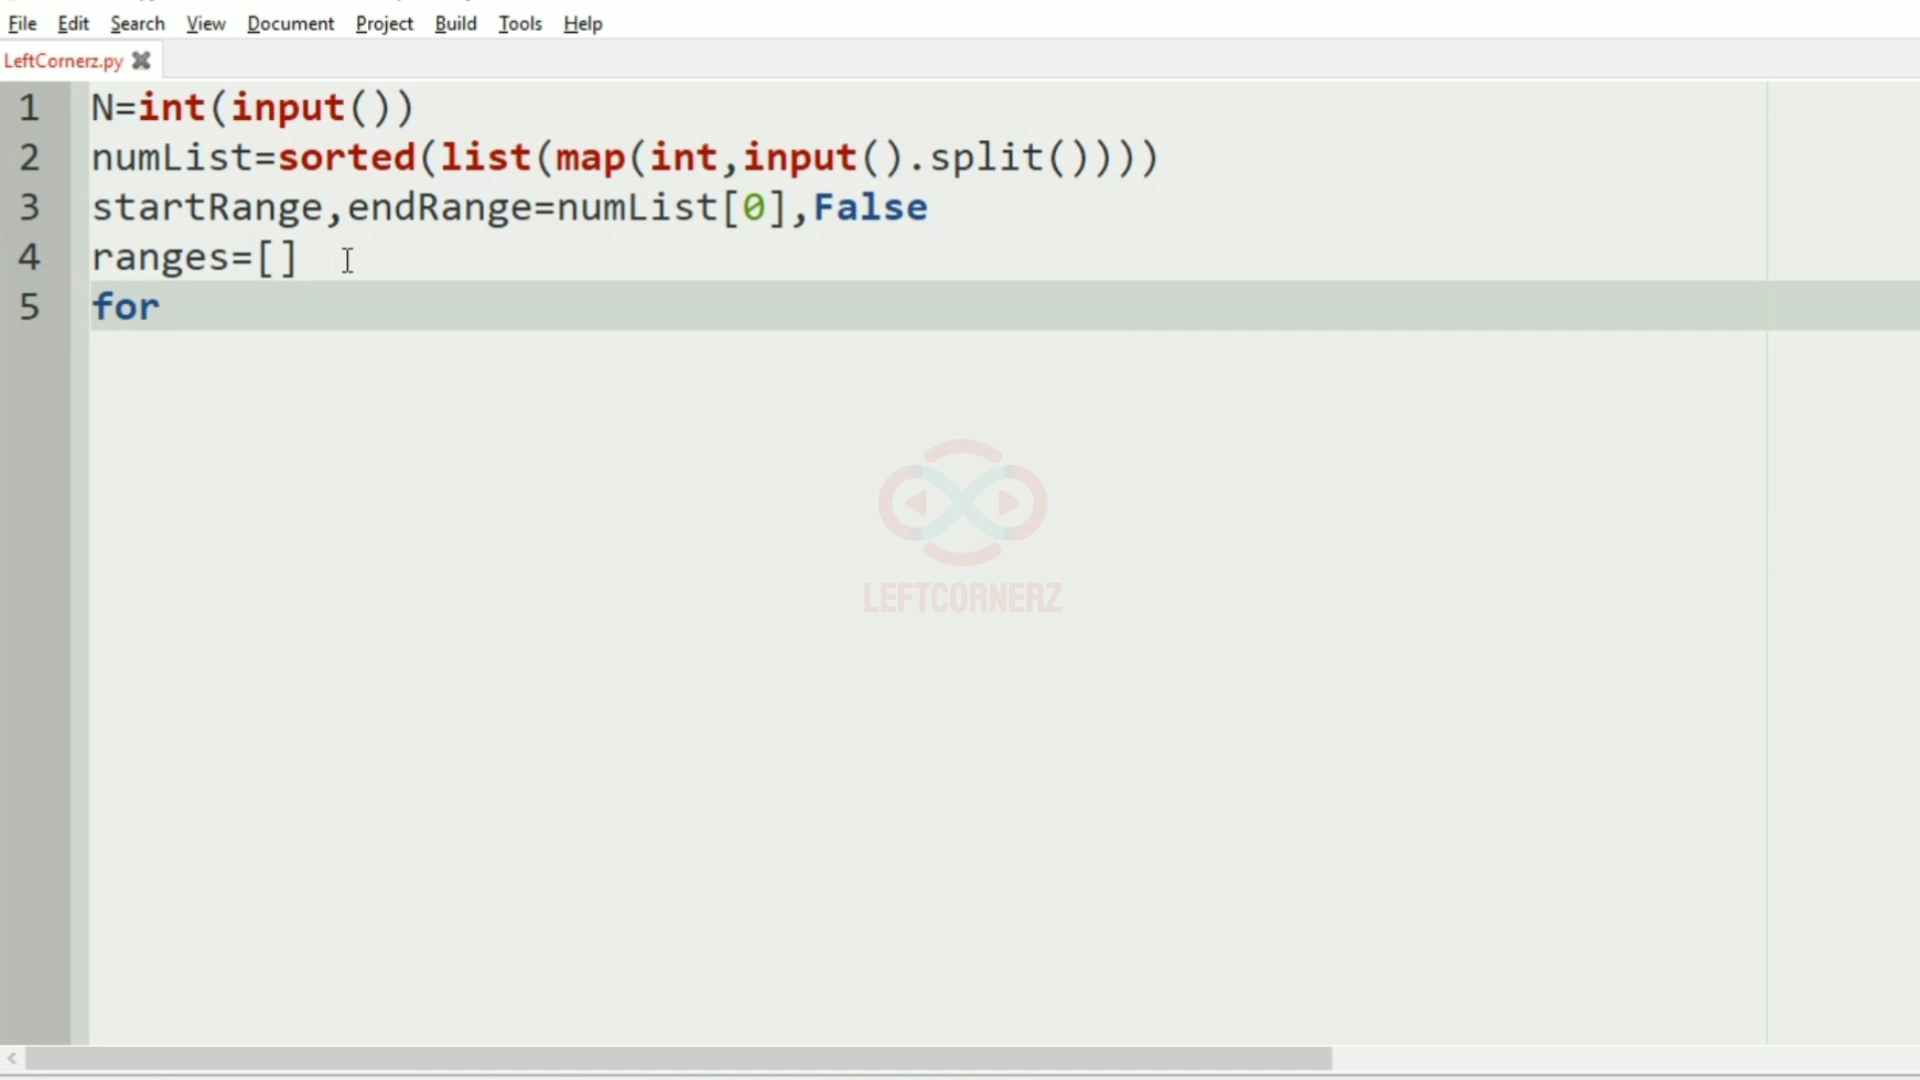 File Edit Search View Document Project Build Tools Help
LeftCornerz.py
1 N=int(input())
2 numList=sorted(list(map(int,input().split())))
3 startRange,endRange=numList[0],False
4 ranges=[]
5 for
LEFTCORNERZ